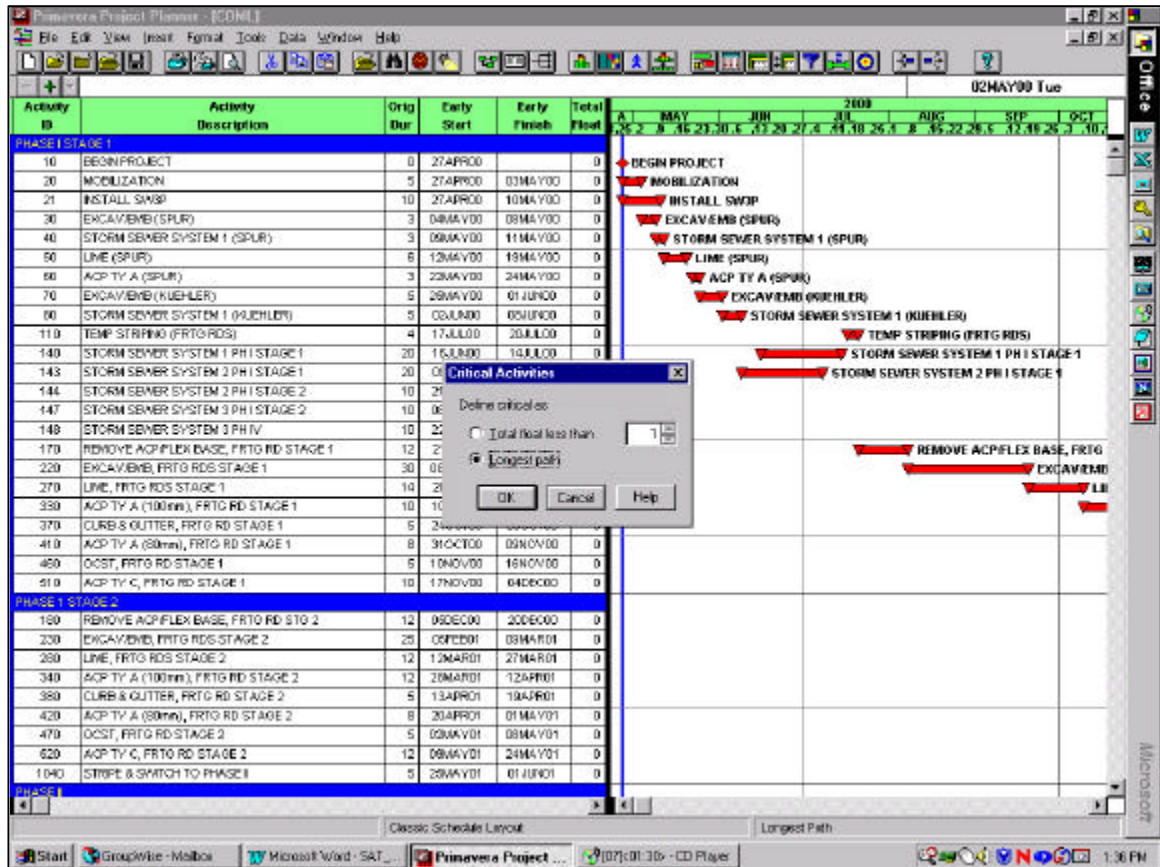 Primavera Project Planner - [CONL]
File Edit View Insert Format Tools Data Window Help
02MAY00 Tue
Activity ID Activity Description Orig Dur Early Start Early Finish Total Float
2000
A MAY JUN JUL AUG SEP OCT
PHASE I STAGE 1
10 BEGIN PROJECT 0 27APR00 0 BEGIN PROJECT
20 MOBILIZATION 5 27APR00 03MAY00 0 MOBILIZATION
21 INSTALL SW3P 10 27APR00 10MAY00 0 INSTALL SW3P
30 EXCAV/EMB (SPUR) 3 04MAY00 08MAY00 0 EXCAV/EMB (SPUR)
40 STORM SEWER SYSTEM 1 (SPUR) 3 09MAY00 11MAY00 0 STORM SEWER SYSTEM 1 (SPUR)
50 LIME (SPUR) 6 12MAY00 19MAY00 0 LIME (SPUR)
60 ACP TY A (SPUR) 3 22MAY00 24MAY00 0 ACP TY A (SPUR)
70 EXCAV/EMB (KUEHLER) 5 01JUN00 0 EXCAV/EMB (KUEHLER)
80 STORM SEWER SYSTEM 1 (KUEHLER) 5 02JUN00 08JUN00 0 STORM SEWER SYSTEM 1 (KUEHLER)
110 TEMP STRIPING (FRTG RDS) 4 17JUL00 20JUL00 0 TEMP STRIPING (FRTG RDS)
140 STORM SEWER SYSTEM 1 PH I STAGE 1 20 14JUL00 STORM SEWER SYSTEM 1 PH I STAGE 1
143 STORM SEWER SYSTEM 2 PH I STAGE 1 20 STORM SEWER SYSTEM 2 PH I STAGE 1
144 STORM SEWER SYSTEM 2 PH I STAGE 2 10
147 STORM SEWER SYSTEM 3 PH I STAGE 2 10
148 STORM SEWER SYSTEM 3 PH IV 10
170 REMOVE ACP/FLEX BASE, FRTG RD STAGE 1 12 REMOVE ACP/FLEX BASE, FRTG
220 EXCAV/EMB, FRTG RDS STAGE 1 30 EXCAV/EMB
270 LIME, FRTG RDS STAGE 1 14 LI
330 ACP TY A (100mm), FRTG RD STAGE 1 10
370 CURB & GUTTER, FRTG RD STAGE 1 5
410 ACP TY A (80mm), FRTG RD STAGE 1 8 31OCT00 09NOV00 0
460 OCST, FRTG RD STAGE 1 5 10NOV00 16NOV00 0
510 ACP TY C, FRTG RD STAGE 1 10 17NOV00 04DEC00 0
PHASE 1 STAGE 2
180 REMOVE ACP/FLEX BASE, FRTG RD STG 2 12 20DEC00 0
230 EXCAV/EMB, FRTG RDS STAGE 2 25 05FEB01 09MAR01 0
280 LIME, FRTG RDS STAGE 2 12 12MAR01 27MAR01 0
340 ACP TY A (100mm), FRTG RD STAGE 2 12 28MAR01 12APR01 0
380 CURB & GUTTER, FRTG RD STAGE 2 5 13APR01 19APR01 0
420 ACP TY A (80mm), FRTG RD STAGE 2 8 20APR01 01MAY01 0
470 OCST, FRTG RD STAGE 2 5 02MAY01 08MAY01 0
520 ACP TY C, FRTG RD STAGE 2 12 09MAY01 24MAY01 0
1040 STRIPE & SWITCH TO PHASE II 5 01JUN01 0
PHASE II
Critical Activities
Define critical as
Total float less than 1
Longest path
OK Cancel Help
Classic Schedule Layout Longest Path
Start GroupWise - Mailbox Microsoft Word - SAT_... Primavera Project ... CD Player 1:36 PM
Office
Microsoft